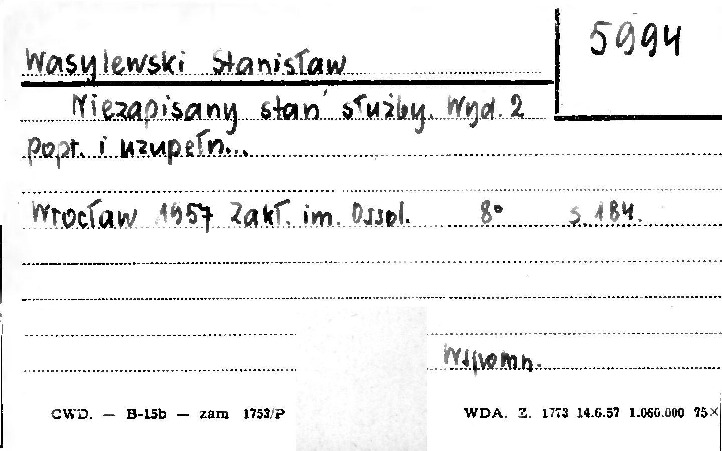 5994
Wasylewski Stanisław
Niezapisany stan służby. Wyd. 2
popr. i uzupełn...
Wrocław 1957 Zakł. im. Ossol. 8° s. 184.
Wspomn.
CWD. — B-15b — zam 1753/P
WDA. Z. 1773 14.6.57 1.060.000 75×